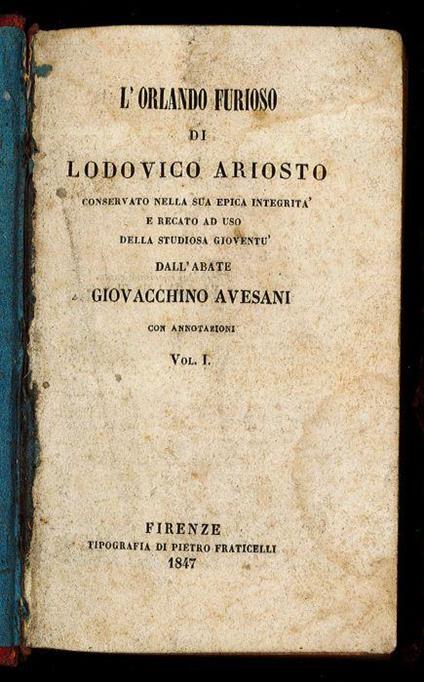 L' ORLANDO FURIOSO
DI
LODOVICO ARIOSTO
CONSERVATO NELLA SUA EPICA INTEGRITA'
E RECATO AD USO
DELLA STUDIOSA GIOVENTU'
DALL'ABATE
GIOVACCHINO AVESANI
CON ANNOTAZIONI
VOL. I.
FIRENZE
TIPOGRAFIA DI PIETRO FRATICELLI
1847